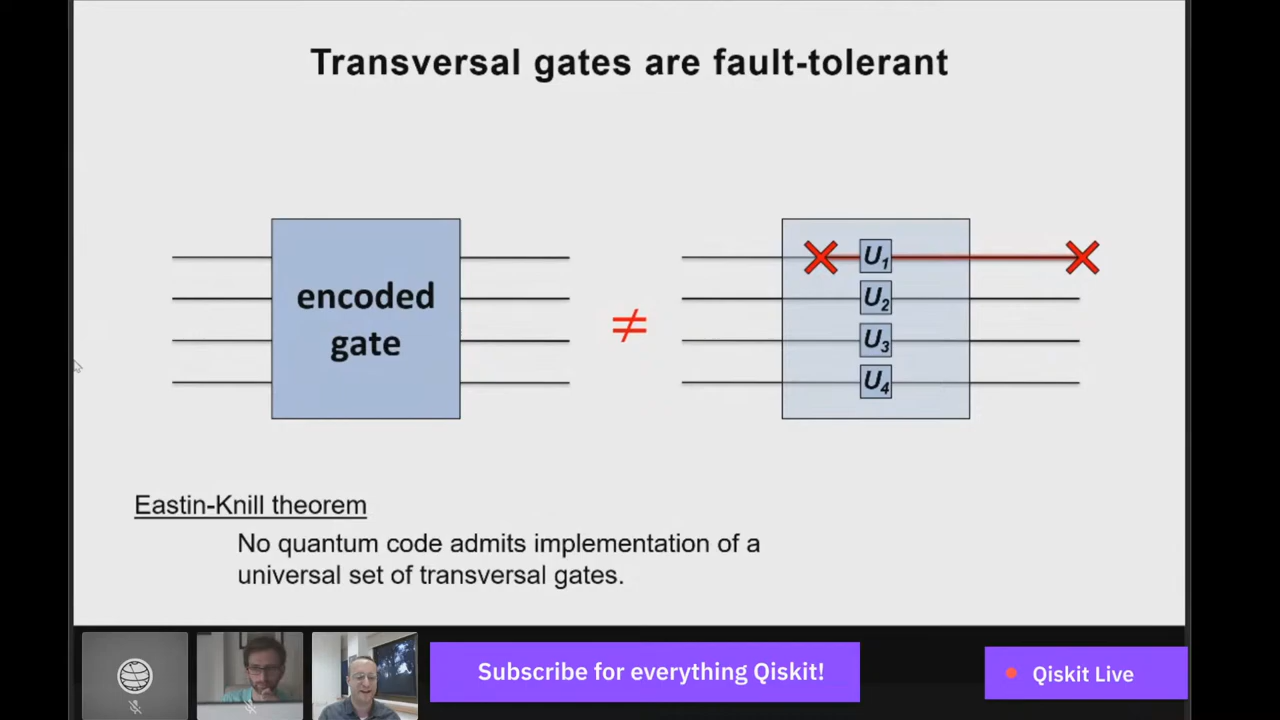 Transversal gates are fault-tolerant
encoded
gate
≠
U₁
U₂
U₃
U₄
Eastin-Knill theorem
No quantum code admits implementation of a
universal set of transversal gates.
Subscribe for everything Qiskit!
Qiskit Live